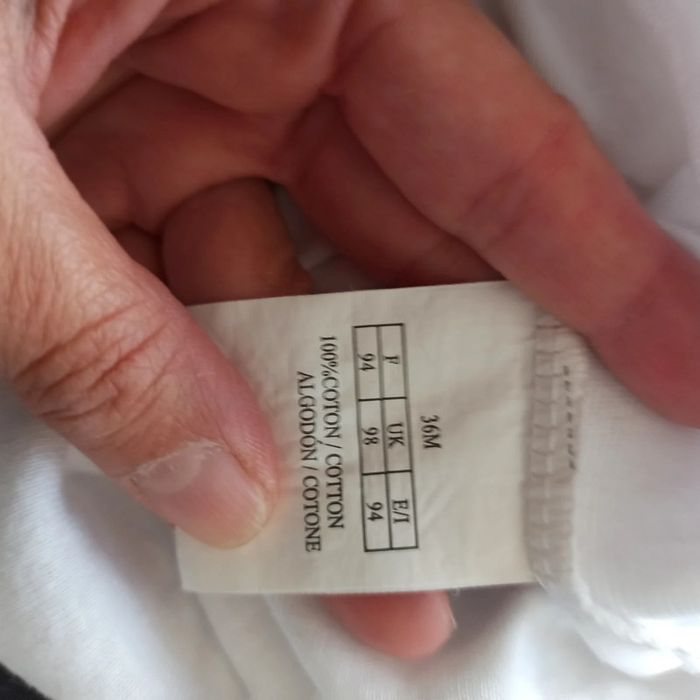 36M
F UK E/I
94 98 94
100%COTON / COTTON
ALGODÓN / COTONE